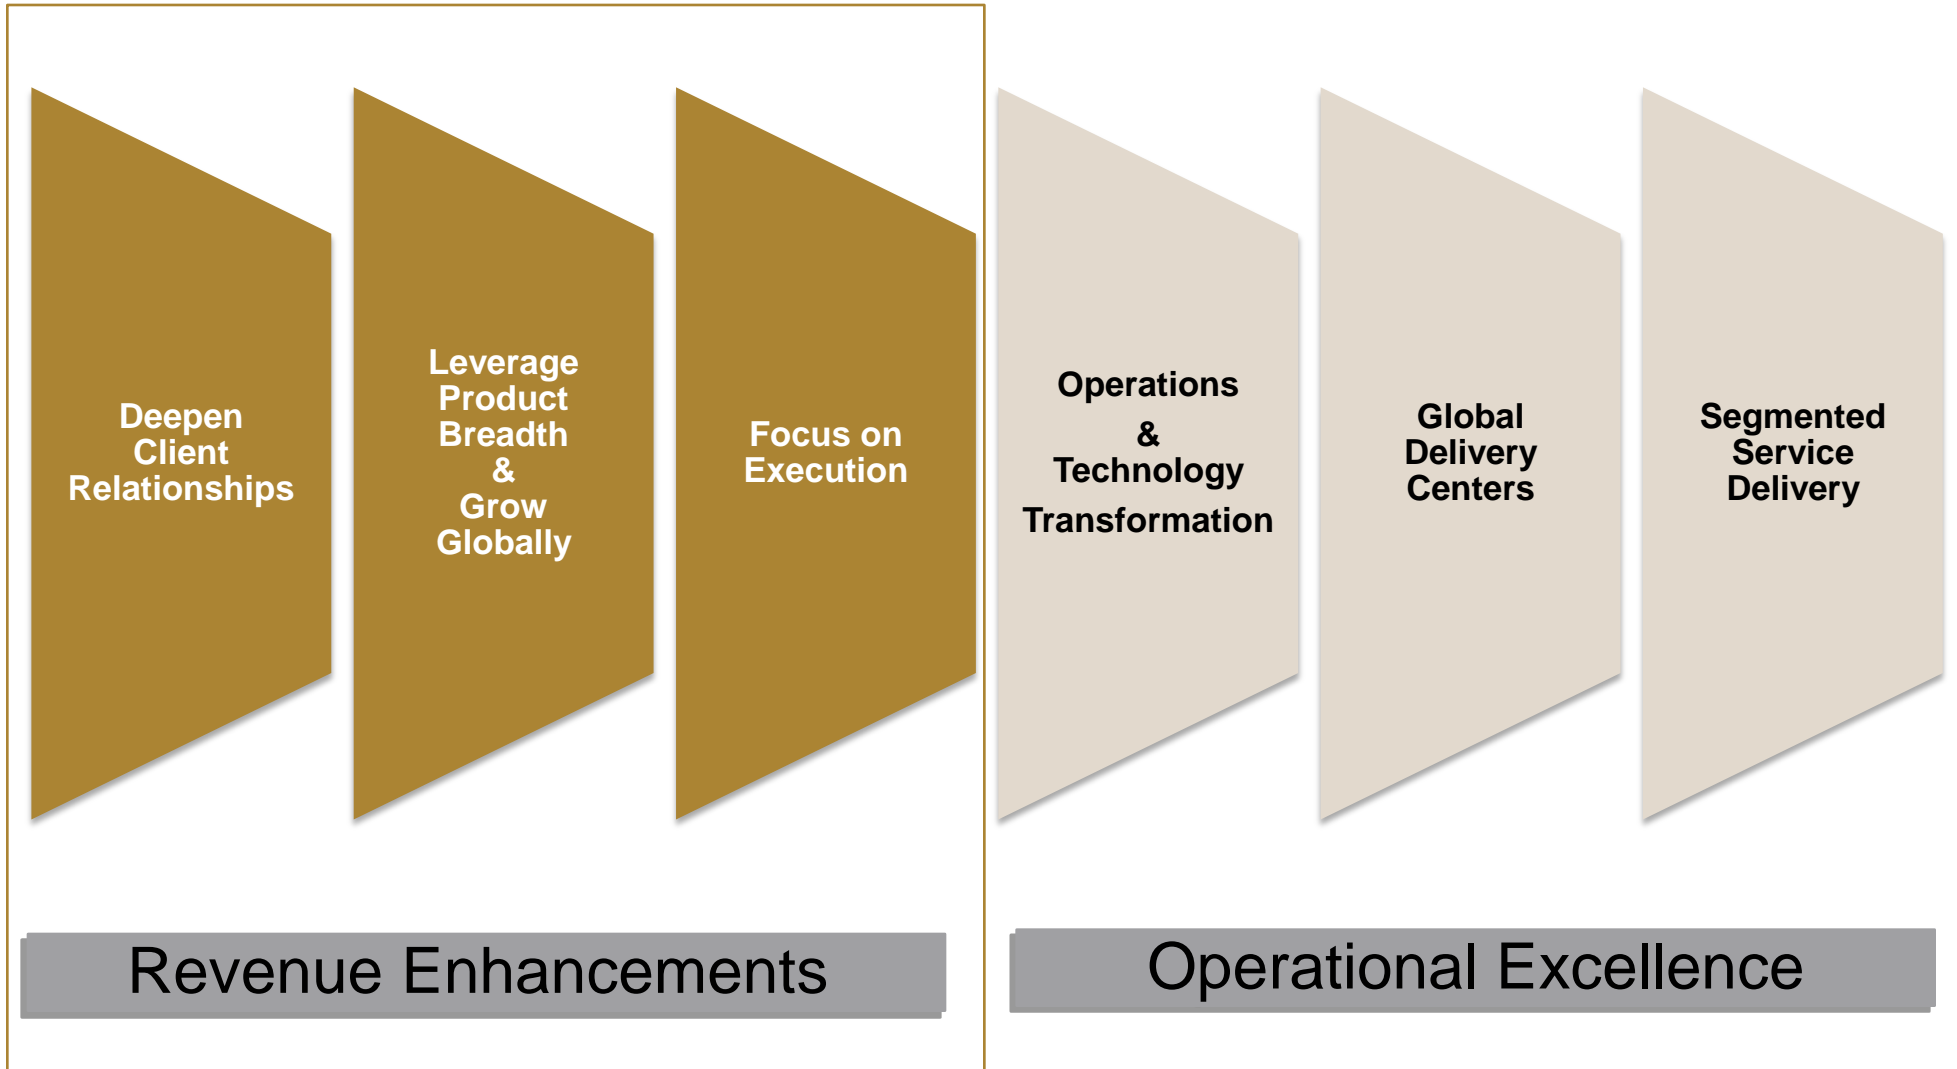 Deepen
Client
Relationships
Leverage
Product
Breadth
&
Grow
Globally
Focus on
Execution
Operations
&
Technology
Transformation
Global
Delivery
Centers
Segmented
Service
Delivery
Revenue Enhancements
Operational Excellence